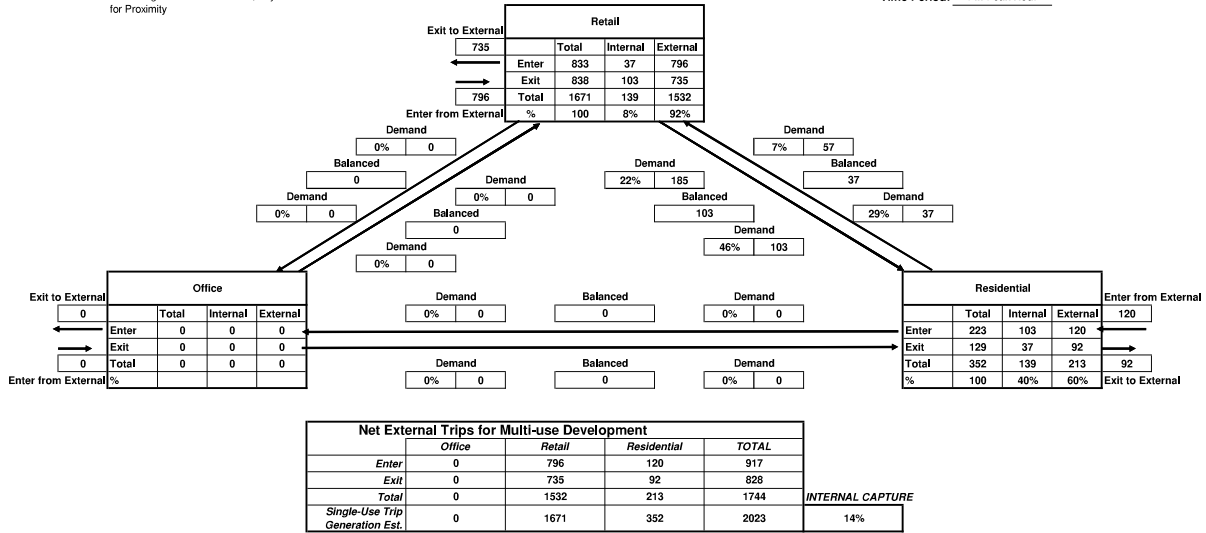 for Proximity
Retail
Exit to External
735
Total Internal External
Enter 833 37 796
Exit 838 103 735
796 Total 1671 139 1532
Enter from External % 100 8% 92%
Demand
0% 0
Demand
7% 57
Balanced
0
Demand
22% 185
Balanced
37
Demand
0% 0
Demand
0% 0
Balanced
103
Demand
29% 37
Balanced
0
Demand
46% 103
Demand
0% 0
Office
Exit to External
0
Total Internal External
Enter 0 0 0
Exit 0 0 0
0 Total 0 0 0
Enter from External %
Demand Balanced Demand
0% 0 0 0% 0
Demand Balanced Demand
0% 0 0 0% 0
Residential
Enter from External
120
Total Internal External
Enter 223 103 120
Exit 129 37 92
Total 352 139 213 92
% 100 40% 60% Exit to External
Net External Trips for Multi-use Development
Office Retail Residential TOTAL
Enter 0 796 120 917
Exit 0 735 92 828
Total 0 1532 213 1744 INTERNAL CAPTURE
Single-Use Trip
Generation Est. 0 1671 352 2023 14%